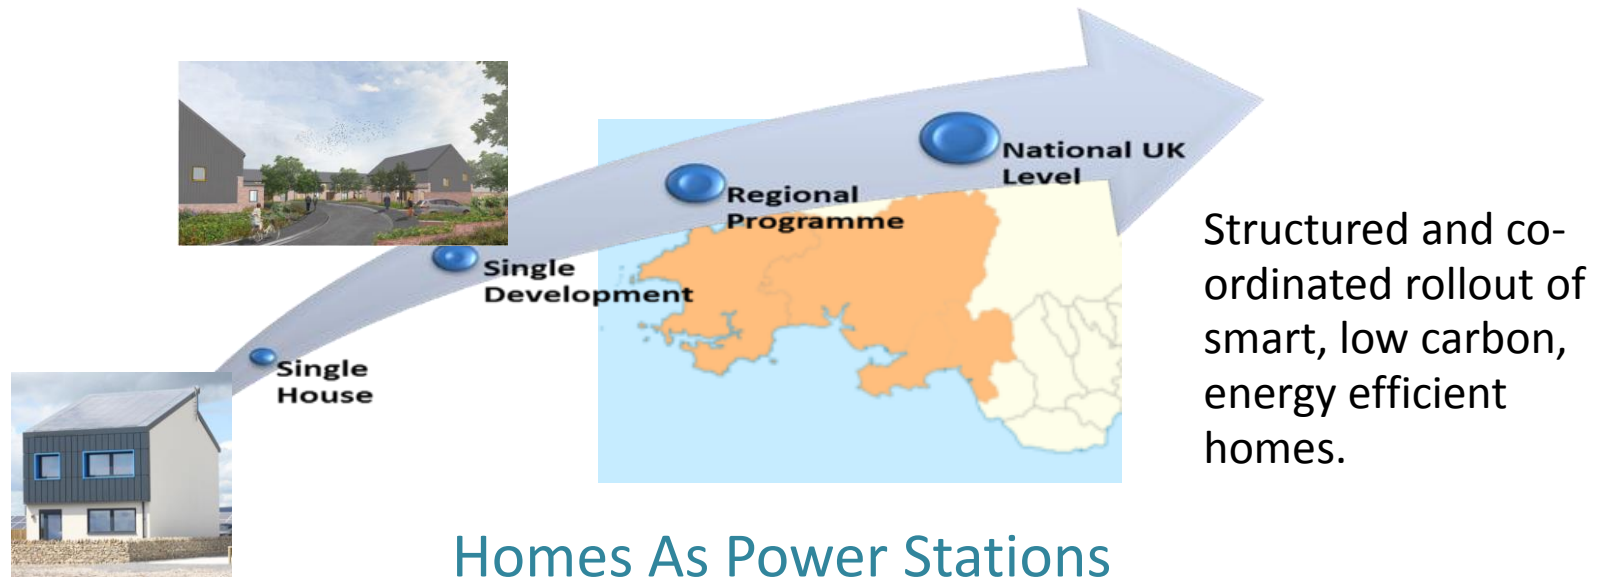 National UK
Level
Regional
Programme
Single
Development
Single
House
Structured and co-
ordinated rollout of
smart, low carbon,
energy efficient
homes.
Homes As Power Stations